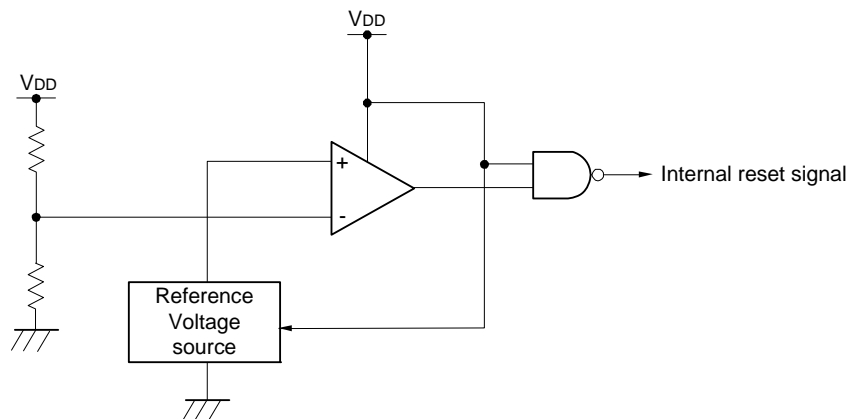 VDD
VDD
+
-
Internal reset signal
Reference
Voltage
source